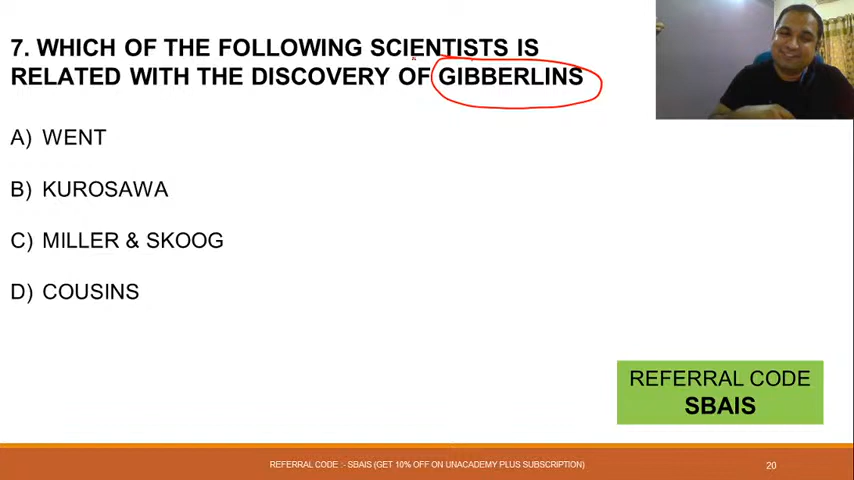 7. WHICH OF THE FOLLOWING SCIENTISTS IS
RELATED WITH THE DISCOVERY OF GIBBERLINS
A) WENT
B) KUROSAWA
C) MILLER & SKOOG
D) COUSINS
REFERRAL CODE
SBAIS
REFERRAL CODE :- SBAIS (GET 10% OFF ON UNACADEMY PLUS SUBSCRIPTION)
20